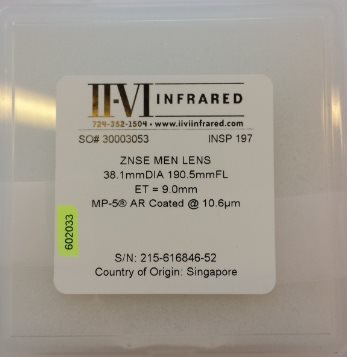 II-VI INFRARED
724-352-1504 • www.iiviinfrared.com
SO# 30003053 INSP 197
ZNSE MEN LENS
38.1mmDIA 190.5mmFL
ET = 9.0mm
MP-5® AR Coated @ 10.6µm
602033
S/N: 215-616846-52
Country of Origin: Singapore